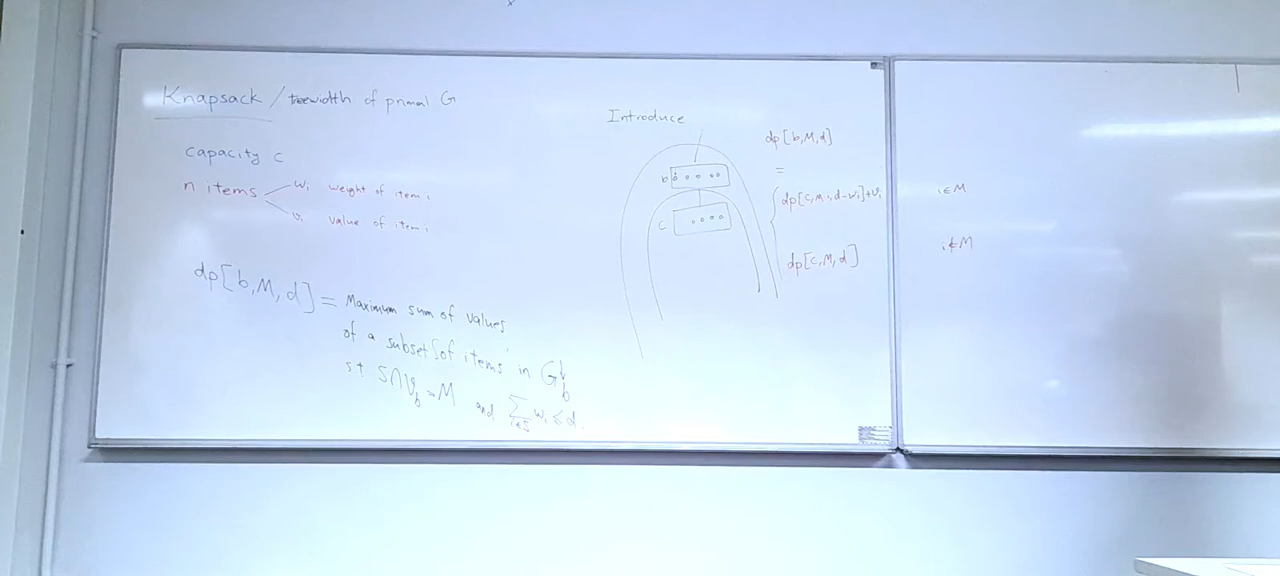 Knapsack / treewidth of primal G
capacity c
n items
wᵢ weight of item i
vᵢ value of item i
dp[b,M,d] = Maximum sum of values
of a subset S of items in G↓b
st S∩Vb = M and ∑i∈S wᵢ ≤ d.
Introduce
b
c
dp[b,M,d]
=
dp[c,M-i,d-wᵢ]+vᵢ i∈M
dp[c,M,d] i∉M